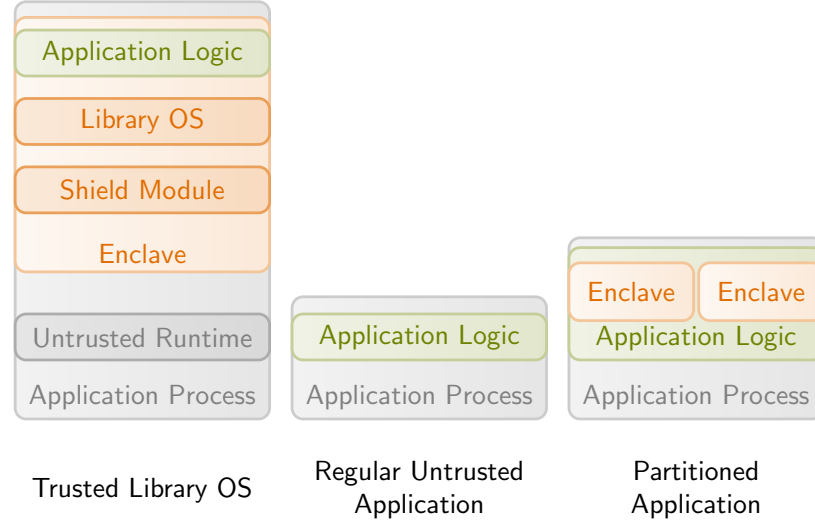 Application Logic
Library OS
Shield Module
Enclave
Untrusted Runtime
Application Process
Trusted Library OS
Application Logic
Application Process
Regular Untrusted
Application
Enclave
Enclave
Application Logic
Application Process
Partitioned
Application